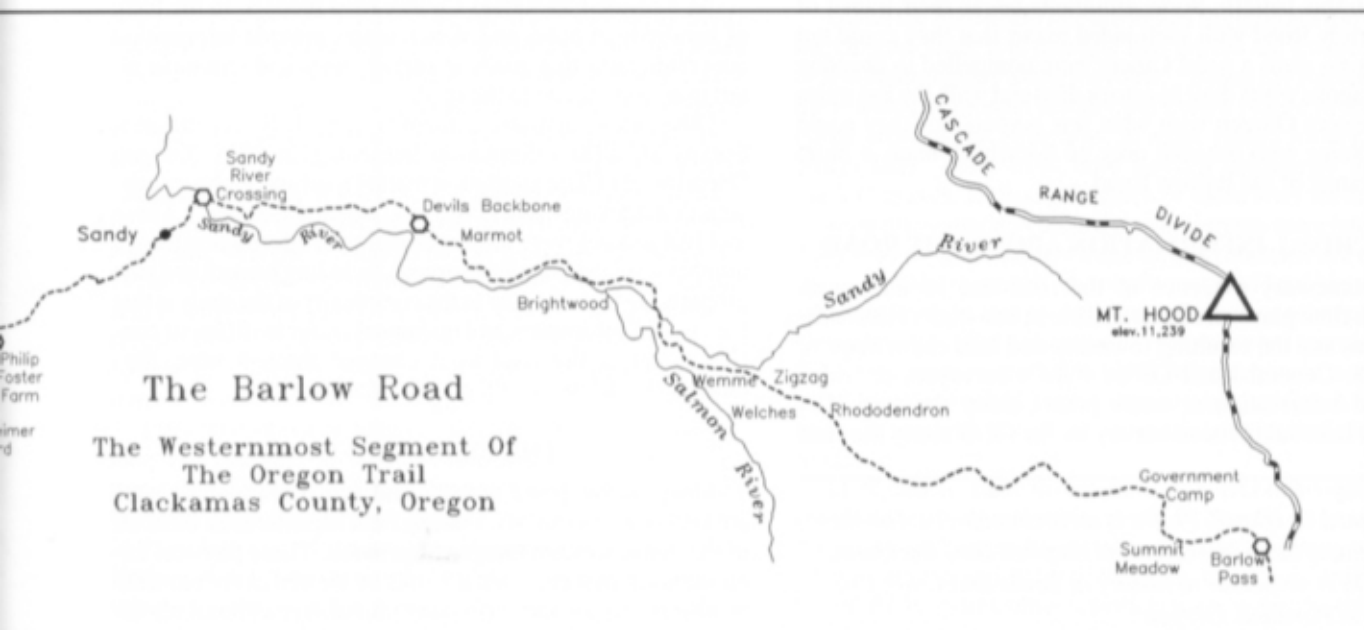 CASCADE
RANGE
DIVIDE
Sandy
River
Crossing
Devils Backbone
Sandy
Sandy River
Marmot
Sandy River
Brightwood
MT. HOOD
elev.11,239
Philip
Foster
Farm
Wemme
Zigzag
Salmon River
Welches
Rhododendron
The Barlow Road
The Westernmost Segment Of
The Oregon Trail
Clackamas County, Oregon
Government
Camp
Summit
Meadow
Barlow
Pass